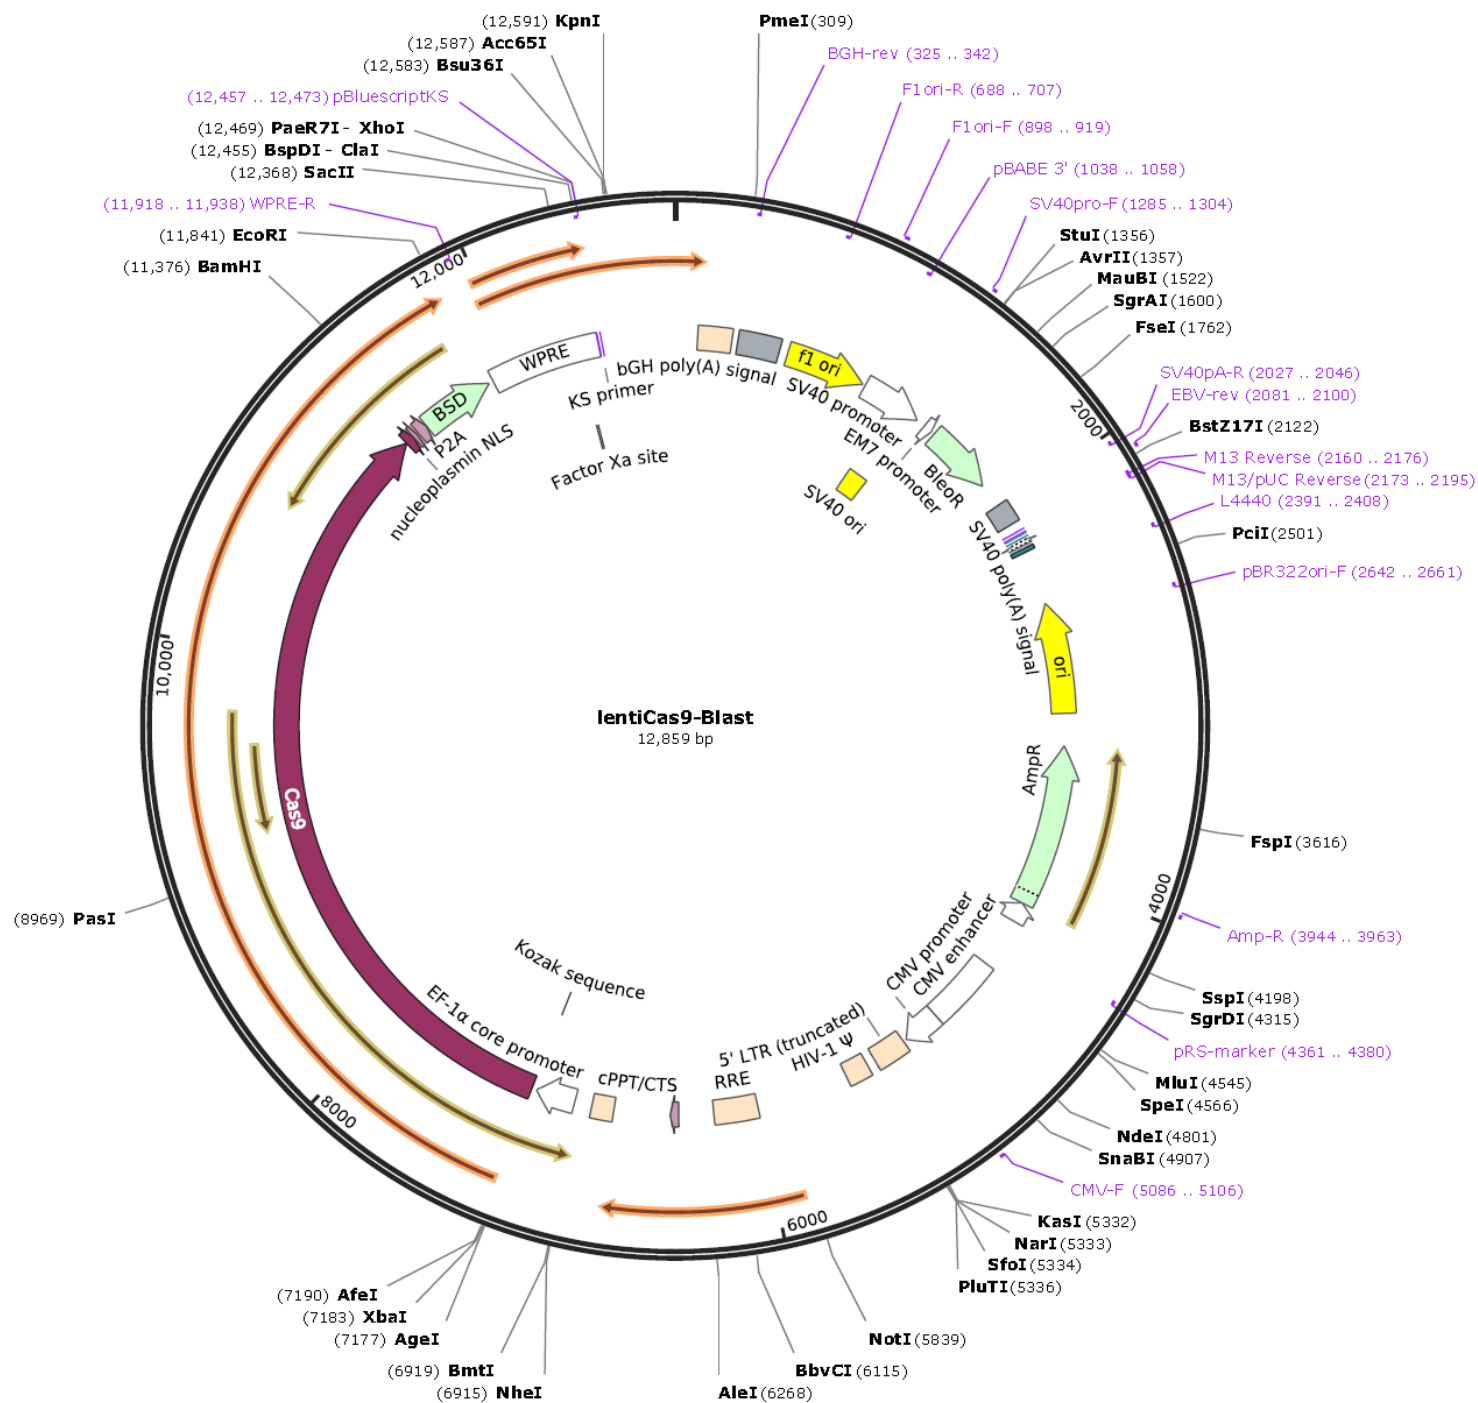 (12,591) KpnI
(12,587) Acc65I
(12,583) Bsu36I
(12,457 .. 12,473) pBluescriptKS
(12,469) PaeR7I - XhoI
(12,455) BspDI - ClaI
(12,368) SacII
(11,918 .. 11,938) WPRE-R
(11,841) EcoRI
(11,376) BamHI
PmeI (309)
BGH-rev (325 .. 342)
F1ori-R (688 .. 707)
F1ori-F (898 .. 919)
pBABE 3' (1038 .. 1058)
SV40pro-F (1285 .. 1304)
StuI (1356)
AvrII (1357)
MauBI (1522)
SgrAI (1600)
FseI (1762)
SV40pA-R (2027 .. 2046)
EBV-rev (2081 .. 2100)
BstZ17I (2122)
M13 Reverse (2160 .. 2176)
M13/pUC Reverse (2173 .. 2195)
L4440 (2391 .. 2408)
PciI (2501)
pBR322ori-F (2642 .. 2661)
FspI (3616)
Amp-R (3944 .. 3963)
SspI (4198)
SgrDI (4315)
pRS-marker (4361 .. 4380)
MluI (4545)
SpeI (4566)
NdeI (4801)
SnaBI (4907)
CMV-F (5086 .. 5106)
KasI (5332)
NarI (5333)
SfoI (5334)
PluTI (5336)
NotI (5839)
BbvCI (6115)
AleI (6268)
(6915) NheI
(6919) BmtI
(7177) AgeI
(7183) XbaI
(7190) AfeI
(8969) PasI
12,000
2000
4000
6000
8000
10,000
WPRE
KS primer
bGH poly(A) signal
f1 ori
SV40 promoter
EM7 promoter
BleoR
SV40 ori
SV40 poly(A) signal
ori
AmpR
CMV promoter
CMV enhancer
5' LTR (truncated)
HIV-1 Ψ
RRE
cPPT/CTS
EF-1α core promoter
Kozak sequence
Cas9
nucleoplasmin NLS
P2A
BSD
Factor Xa site
lentiCas9-Blast
12,859 bp